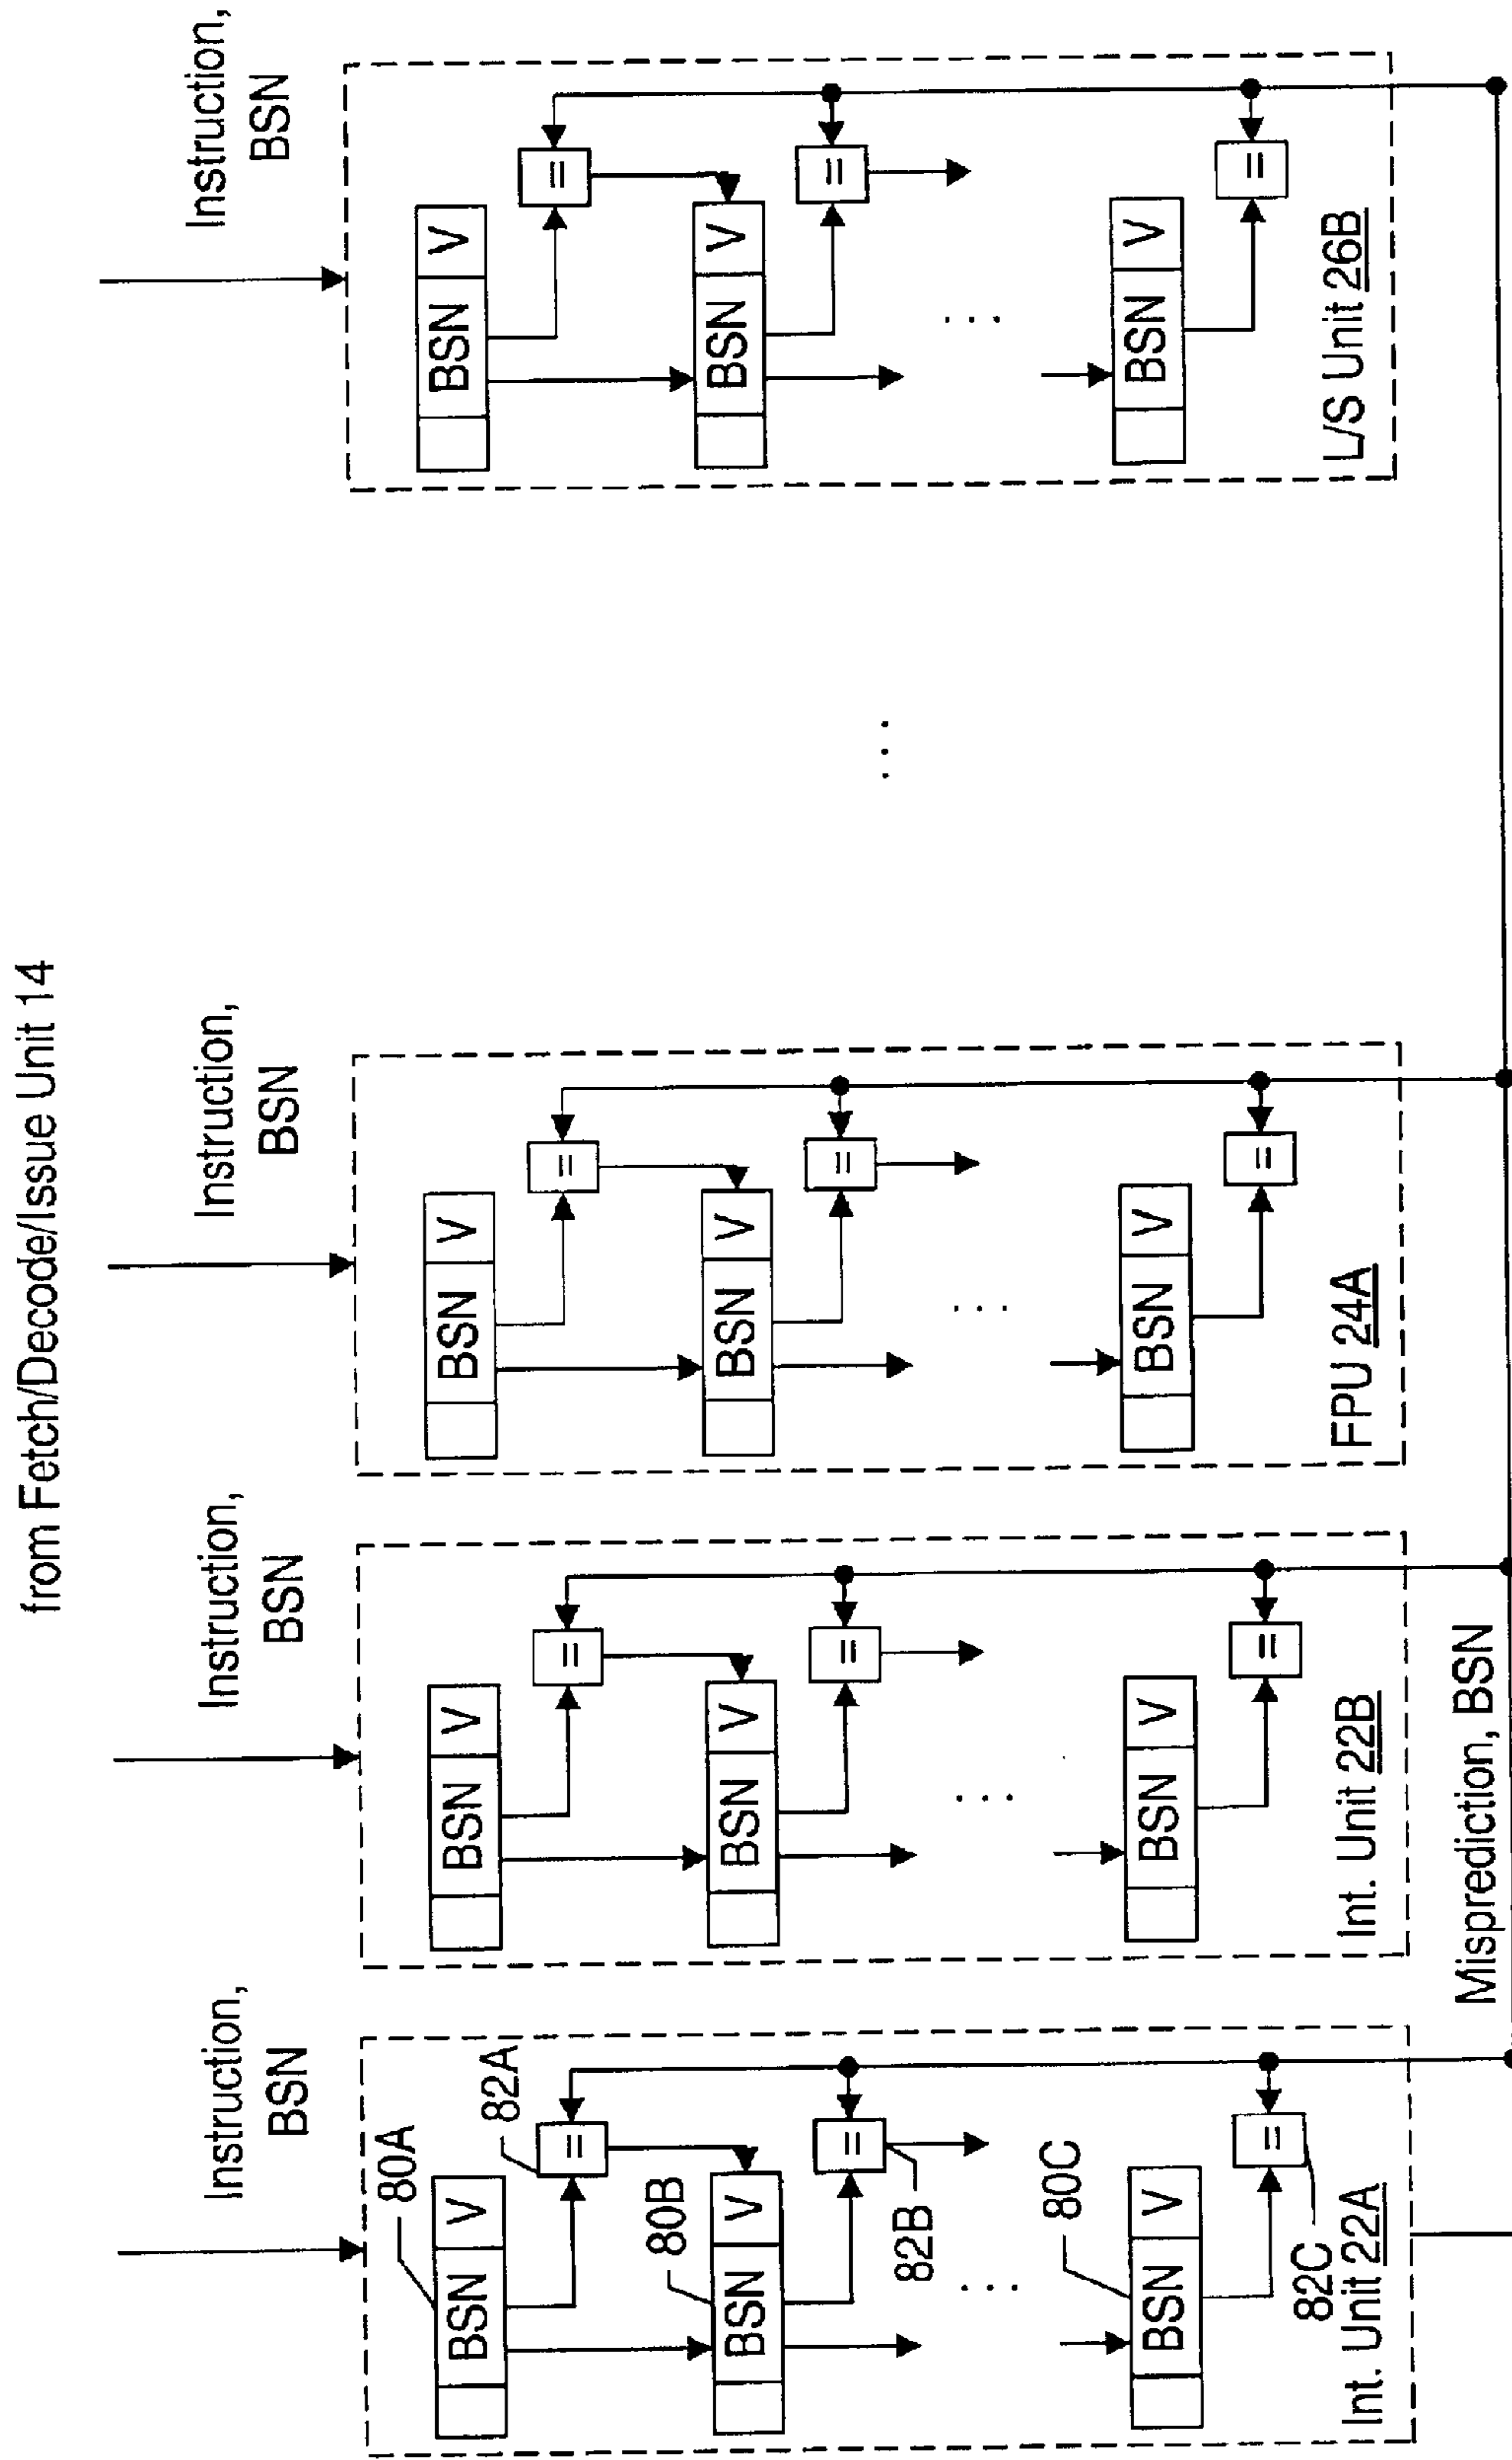 from Fetch/Decode/Issue Unit 14
Instruction,
BSN
Instruction,
BSN
Instruction,
BSN
Instruction,
BSN
80A
82A
BSN V
=
80B
BSN V
=
82B
...
80C
BSN V
=
82C
Int. Unit 22A
BSN V
=
BSN V
=
...
BSN V
=
Int. Unit 22B
BSN V
=
BSN V
=
...
BSN V
=
FPU 24A
...
BSN V
=
BSN V
=
...
BSN V
=
L/S Unit 26B
Misprediction, BSN